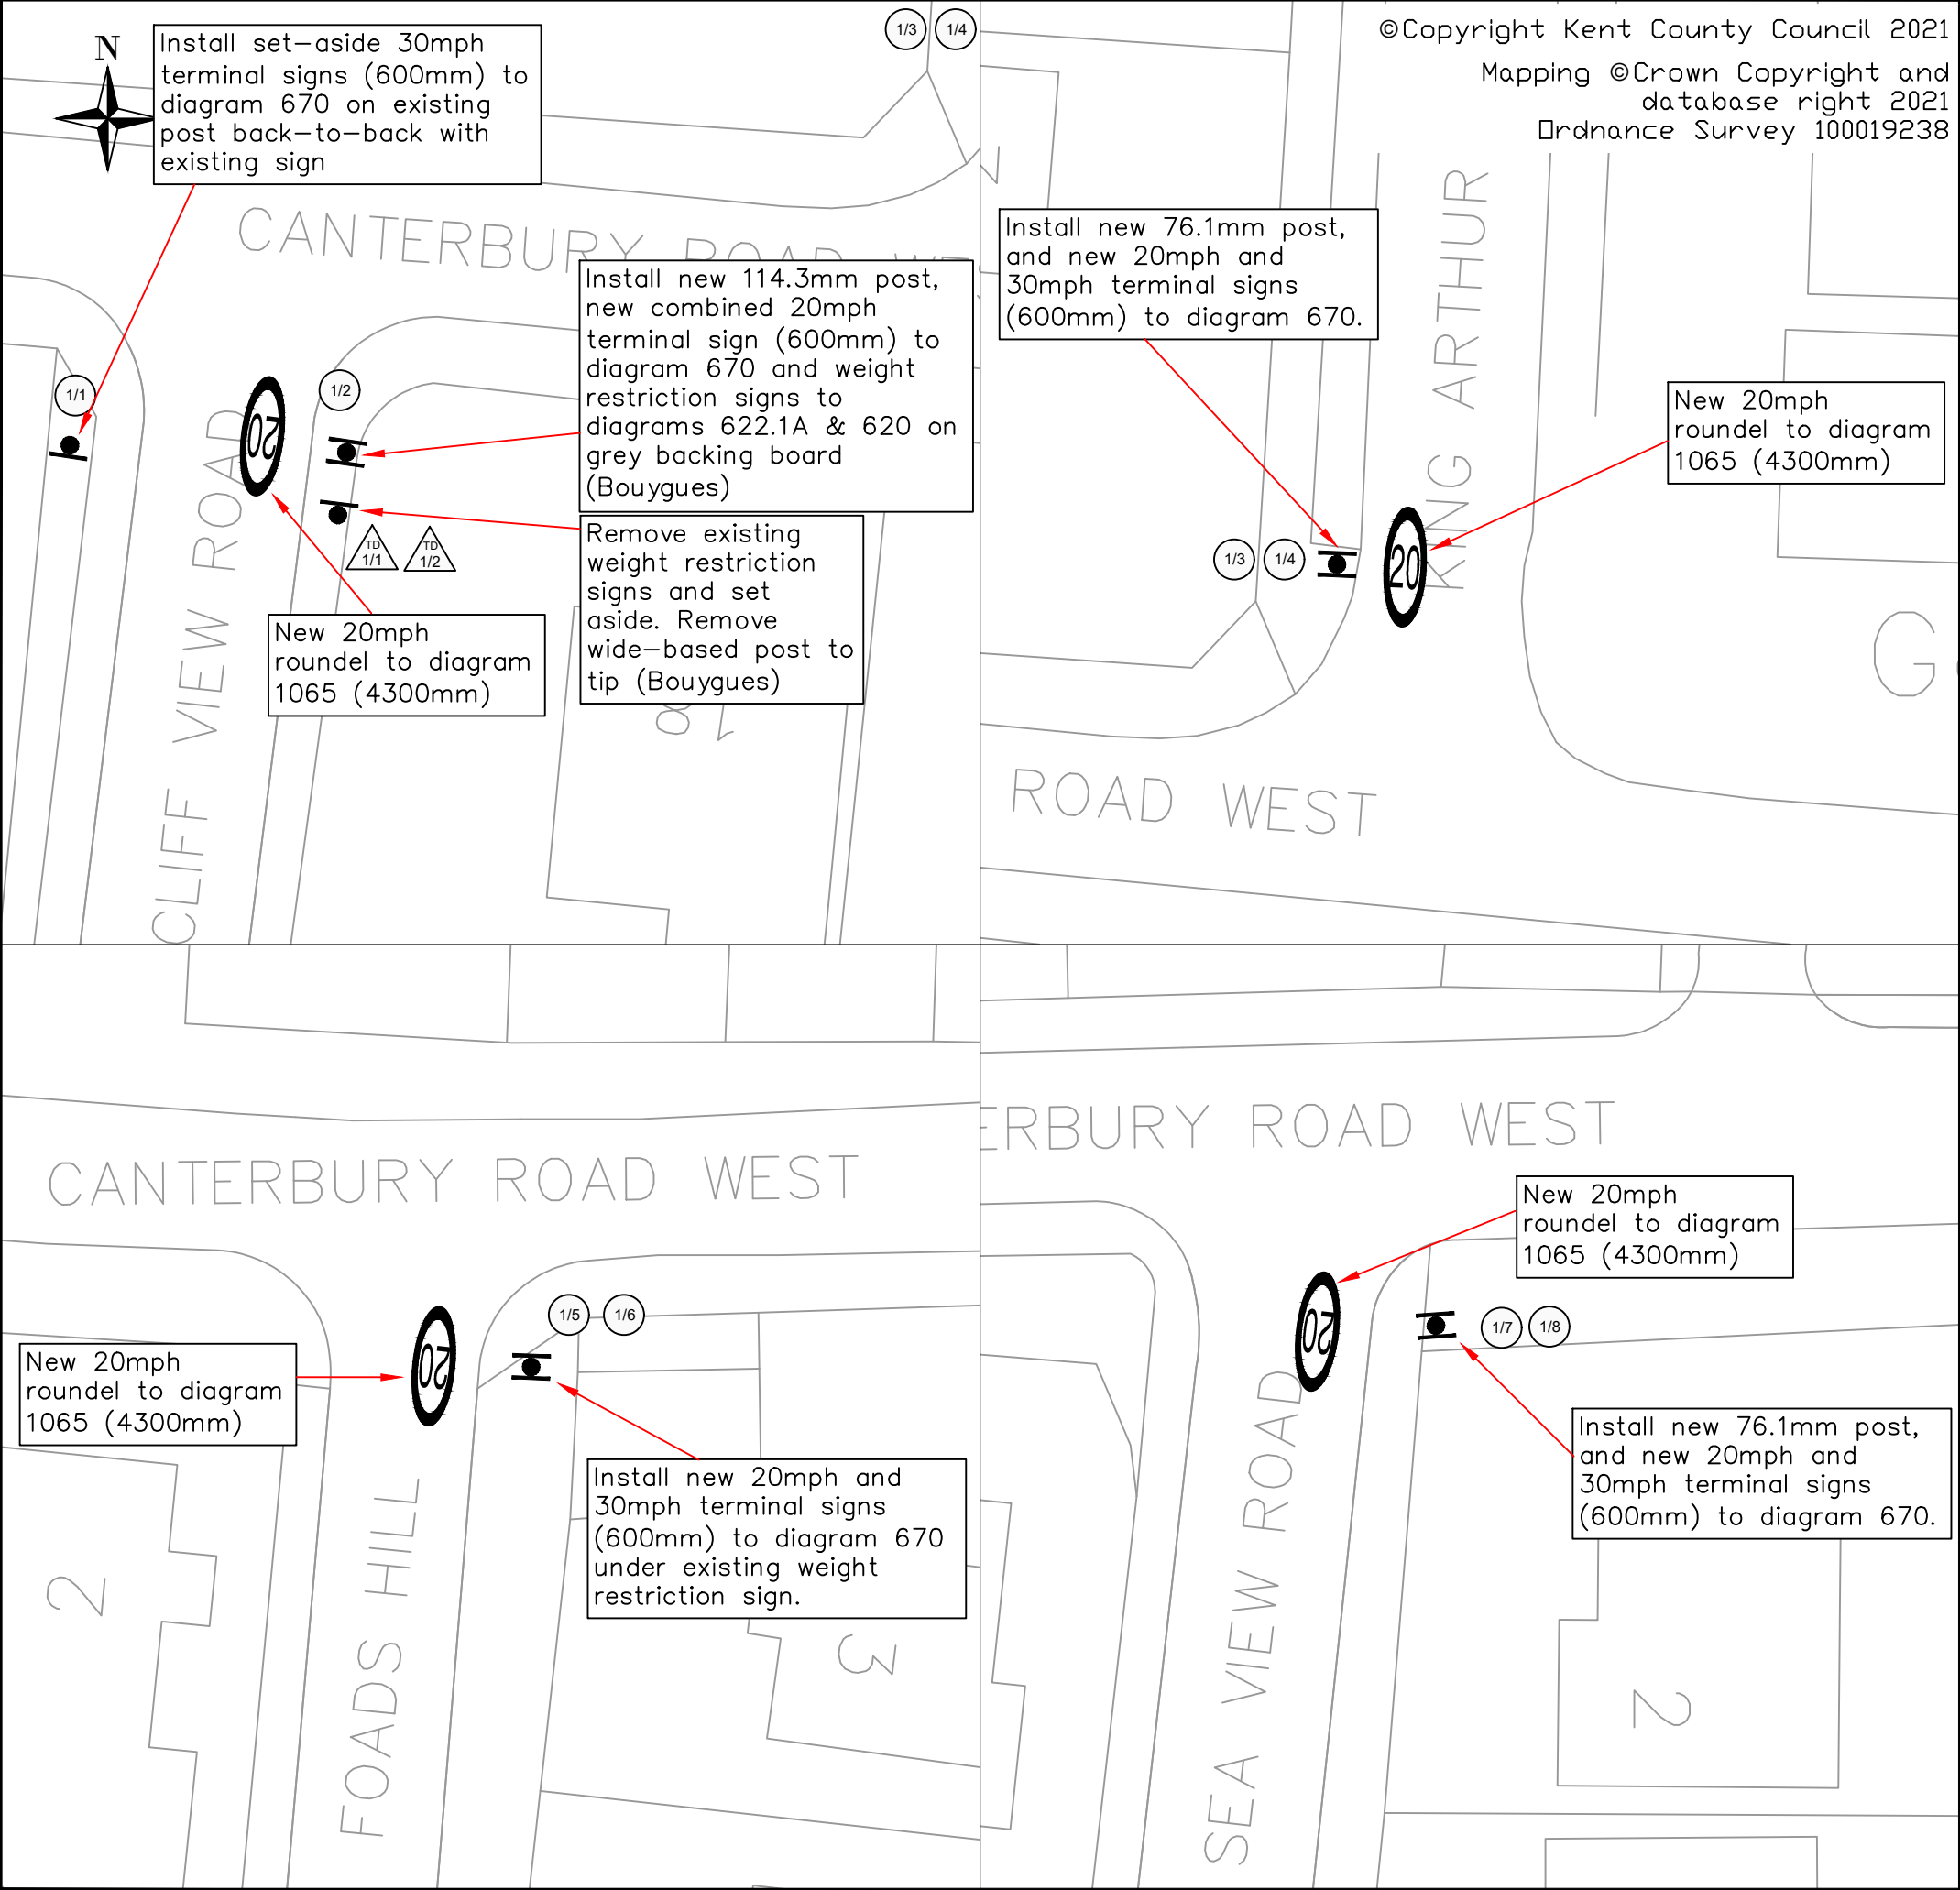 N
Install set-aside 30mph
terminal signs (600mm) to
diagram 670 on existing
post back-to-back with
existing sign
1/3
1/4
CANTERBURY ROAD WE
Install new 114.3mm post,
new combined 20mph
terminal sign (600mm) to
diagram 670 and weight
restriction signs to
diagrams 622.1A & 620 on
grey backing board
(Bouygues)
1/1
1/2
20
Remove existing
weight restriction
signs and set
aside. Remove
wide-based post to
tip (Bouygues)
TD
1/1
TD
1/2
New 20mph
roundel to diagram
1065 (4300mm)
CLIFF VIEW ROAD
18
©Copyright Kent County Council 2021
Mapping ©Crown Copyright and
database right 2021
Ordnance Survey 100019238
Install new 76.1mm post,
and new 20mph and
30mph terminal signs
(600mm) to diagram 670.
KING ARTHUR
New 20mph
roundel to diagram
1065 (4300mm)
1/3
1/4
20
G
ROAD WEST
CANTERBURY ROAD WEST
1/5
1/6
New 20mph
roundel to diagram
1065 (4300mm)
20
Install new 20mph and
30mph terminal signs
(600mm) to diagram 670
under existing weight
restriction sign.
2
FOADS HILL
3
ERBURY ROAD WEST
New 20mph
roundel to diagram
1065 (4300mm)
20
1/7
1/8
Install new 76.1mm post,
and new 20mph and
30mph terminal signs
(600mm) to diagram 670.
SEA VIEW ROAD
2